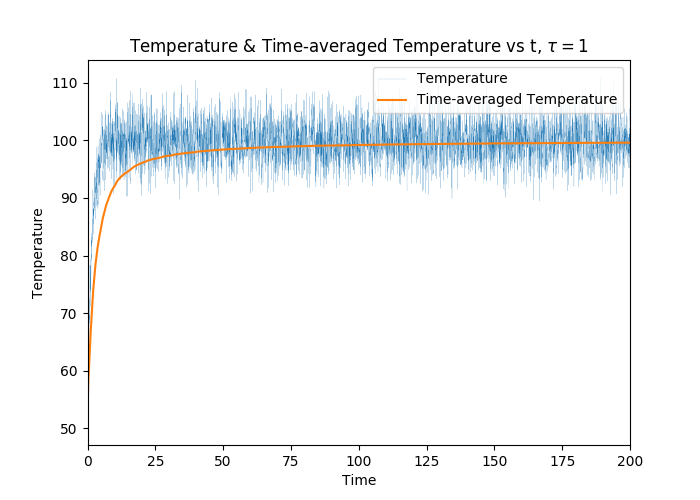 Temperature & Time-averaged Temperature vs t, τ = 1
Temperature
Time-averaged Temperature
110
100
90
80
70
60
50
Temperature
0 25 50 75 100 125 150 175 200
Time